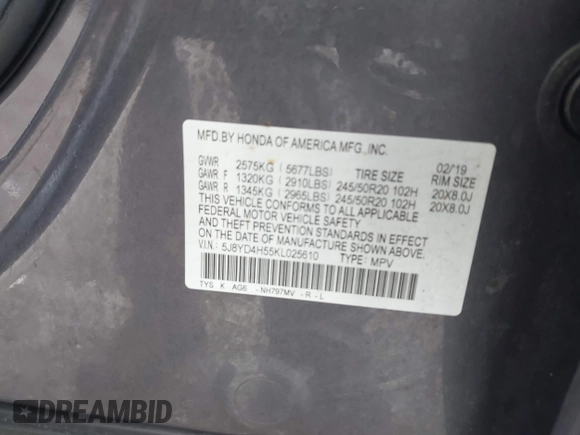 MFD.BY HONDA OF AMERICA MFG.,INC.
02/'19
GVWR 2575KG ( 5677LBS) TIRE SIZE RIM SIZE
GAWR F 1320KG ( 2910LBS) 245/50R20 102H 20X8.0J
GAWR R 1345KG ( 2965LBS) 245/50R20 102H 20X8.0J
THIS VEHICLE CONFORMS TO ALL APPLICABLE
FEDERAL MOTOR VEHICLE SAFETY
AND THEFT PREVENTION STANDARDS IN EFFECT
ON THE DATE OF MANUFACTURE SHOWN ABOVE.
V.I.N.: 5J8YD4H55KL025610 TYPE: MPV
TYS K AG6 -NH797MV -R -L
DREAMBID